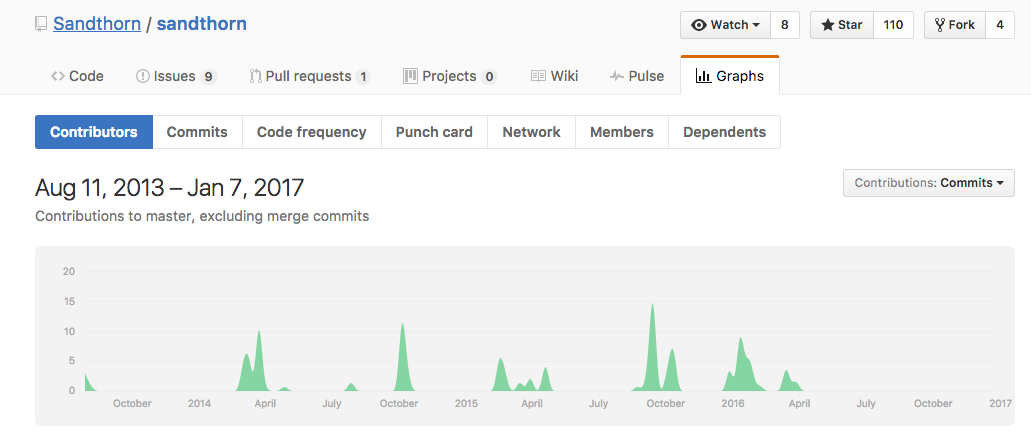 Sandthorn / sandthorn
Watch 8 Star 110 Fork 4
Code Issues 9 Pull requests 1 Projects 0 Wiki Pulse Graphs
Contributors Commits Code frequency Punch card Network Members Dependents
Aug 11, 2013 – Jan 7, 2017
Contributions: Commits
Contributions to master, excluding merge commits
20
15
10
5
0
October 2014 April July October 2015 April July October 2016 April July October 2017